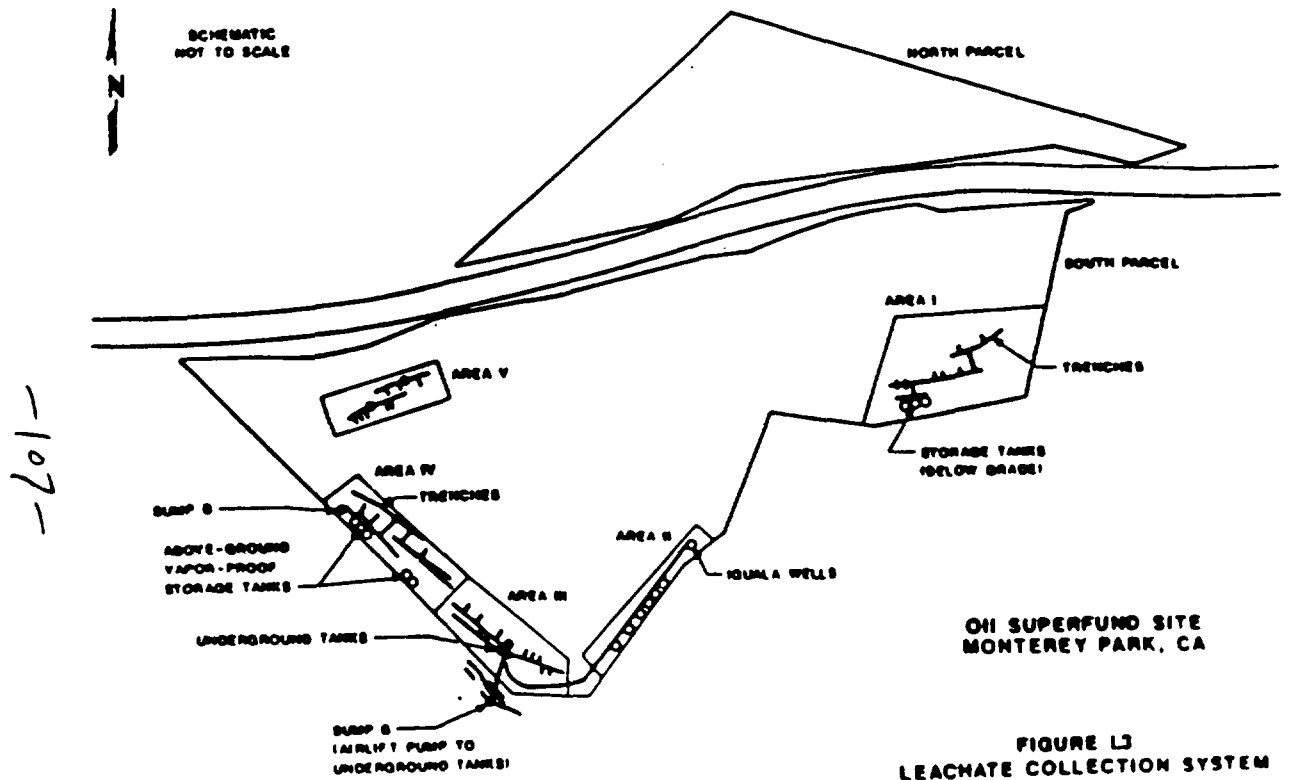 N
SCHEMATIC
NOT TO SCALE
NORTH PARCEL
SOUTH PARCEL
AREA I
TRENCHES
AREA V
STORAGE TANKS
(BELOW GRADE)
AREA IV
TRENCHES
SUMP
ABOVE-GROUND
VAPOR-PROOF
STORAGE TANKS
AREA II
IGUALA WELLS
AREA III
UNDERGROUND TANKS
OII SUPERFUND SITE
MONTEREY PARK, CA
SUMP
(AIRLIFT PUMP TO
UNDERGROUND TANKS)
FIGURE L3
LEACHATE COLLECTION SYSTEM
-107-